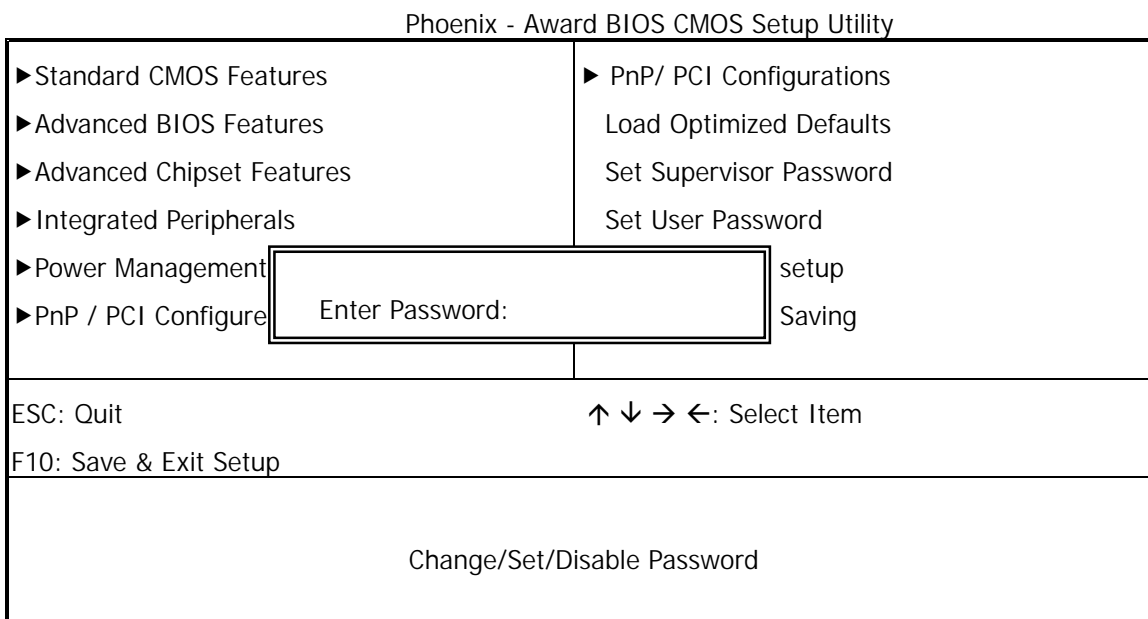 Phoenix - Award BIOS CMOS Setup Utility
▶Standard CMOS Features
▶Advanced BIOS Features
▶Advanced Chipset Features
▶Integrated Peripherals
▶Power Management
▶PnP / PCI Configure
▶ PnP/ PCI Configurations
Load Optimized Defaults
Set Supervisor Password
Set User Password
setup
Saving
Enter Password:
ESC: Quit
↑ ↓ → ←: Select Item
F10: Save & Exit Setup
Change/Set/Disable Password